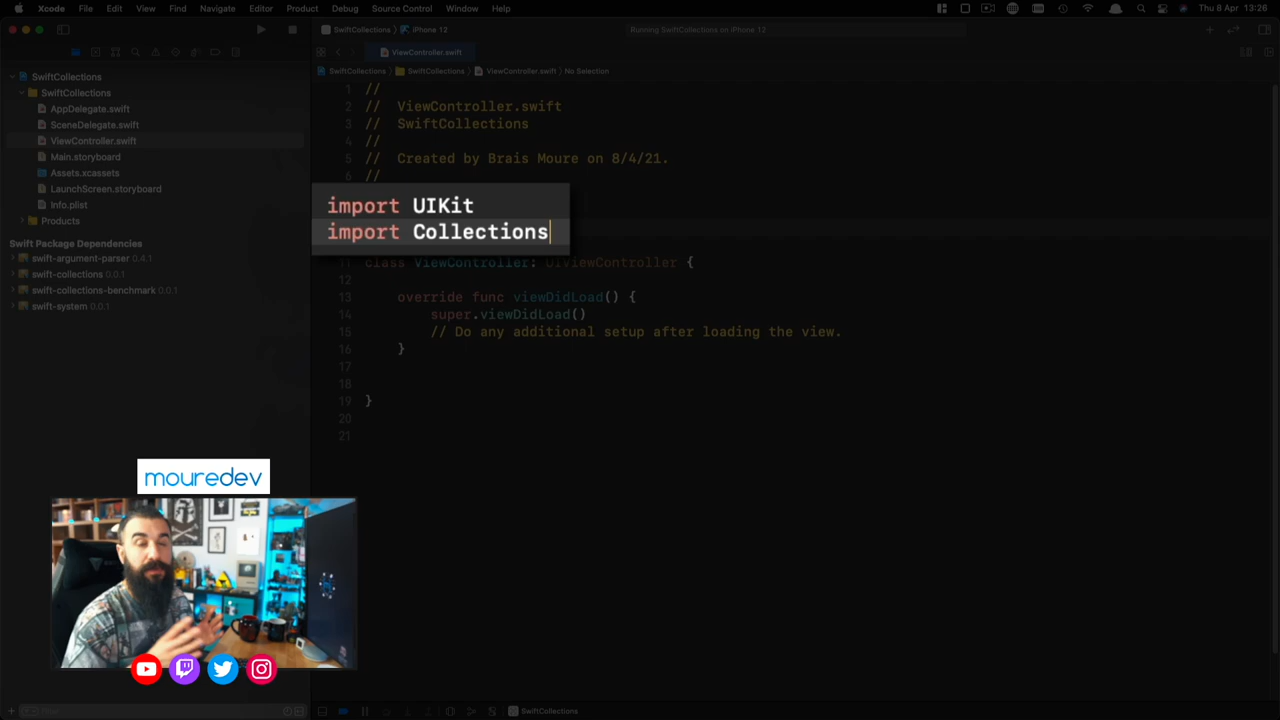 Xcode File Edit View Find Navigate Editor Product Debug Source Control Window Help
Thu 8 Apr 13:26
SwiftCollections iPhone 12
Running SwiftCollections on iPhone 12
ViewController.swift
SwiftCollections SwiftCollections ViewController.swift No Selection
SwiftCollections
SwiftCollections
AppDelegate.swift
SceneDelegate.swift
ViewController.swift
Main.storyboard
Assets.xcassets
LaunchScreen.storyboard
Info.plist
Products
Swift Package Dependencies
swift-argument-parser 0.4.1
swift-collections 0.0.1
swift-collections-benchmark 0.0.1
swift-system 0.0.1
1 //
2 // ViewController.swift
3 // SwiftCollections
4 //
5 // Created by Brais Moure on 8/4/21.
6 //
import UIKit
import Collections
11 class ViewController: UIViewController {
12
13 override func viewDidLoad() {
14 super.viewDidLoad()
15 // Do any additional setup after loading the view.
16 }
17
18
19 }
20
21
mouredev
SwiftCollections